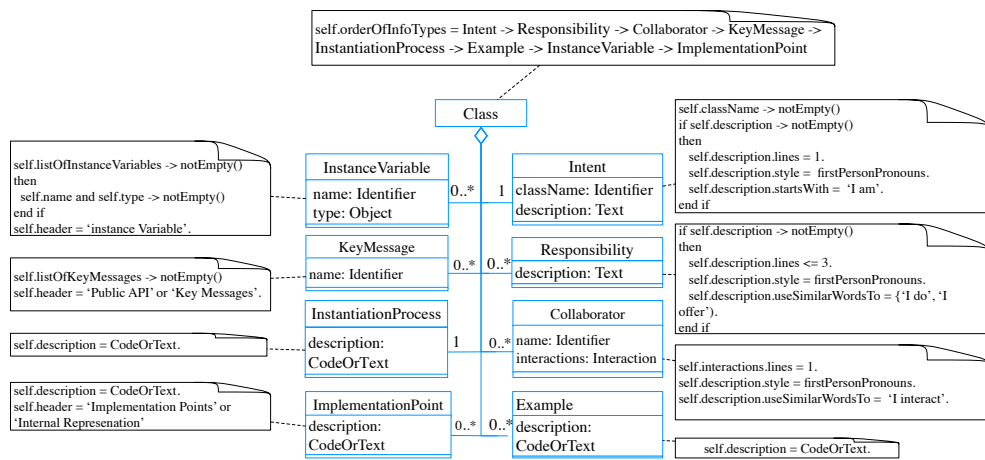 self.orderOfInfoTypes = Intent -> Responsibility -> Collaborator -> KeyMessage ->
InstantiationProcess -> Example -> InstanceVariable -> ImplementationPoint
Class
self.listOfInstanceVariables -> notEmpty()
then
self.name and self.type -> notEmpty()
end if
self.header = ‘instance Variable’.
InstanceVariable
name: Identifier
type: Object
0..*
1
Intent
className: Identifier
description: Text
self.className -> notEmpty()
if self.description -> notEmpty()
then
self.description.lines = 1.
self.description.style = firstPersonPronouns.
self.description.startsWith = ‘I am’.
end if
self.listOfKeyMessages -> notEmpty()
self.header = ‘Public API’ or ‘Key Messages’.
KeyMessage
name: Identifier
0..*
0..*
Responsibility
description: Text
if self.description -> notEmpty()
then
self.description.lines <= 3.
self.description.style = firstPersonPronouns.
self.description.useSimilarWordsTo = {‘I do’, ‘I
offer’).
end if
self.description = CodeOrText.
InstantiationProcess
description:
CodeOrText
1
0..*
Collaborator
name: Identifier
interactions: Interaction
self.interactions.lines = 1.
self.description.style = firstPersonPronouns.
self.description.useSimilarWordsTo = ‘I interact’.
self.description = CodeOrText.
self.header = ‘Implementation Points’ or
‘Internal Represenation’
ImplementationPoint
description:
CodeOrText
0..*
0..*
Example
description:
CodeOrText
self.description = CodeOrText.